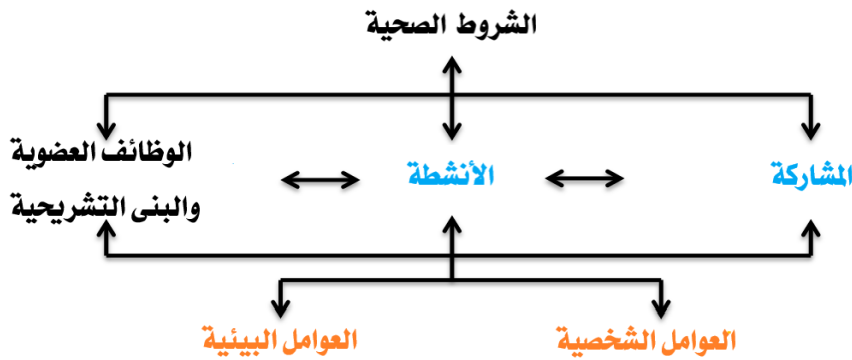 الشروط الصحية
المشاركة
الأنشطة
الوظائف العضوية
والبنى التشريحية
العوامل الشخصية
العوامل البيئية